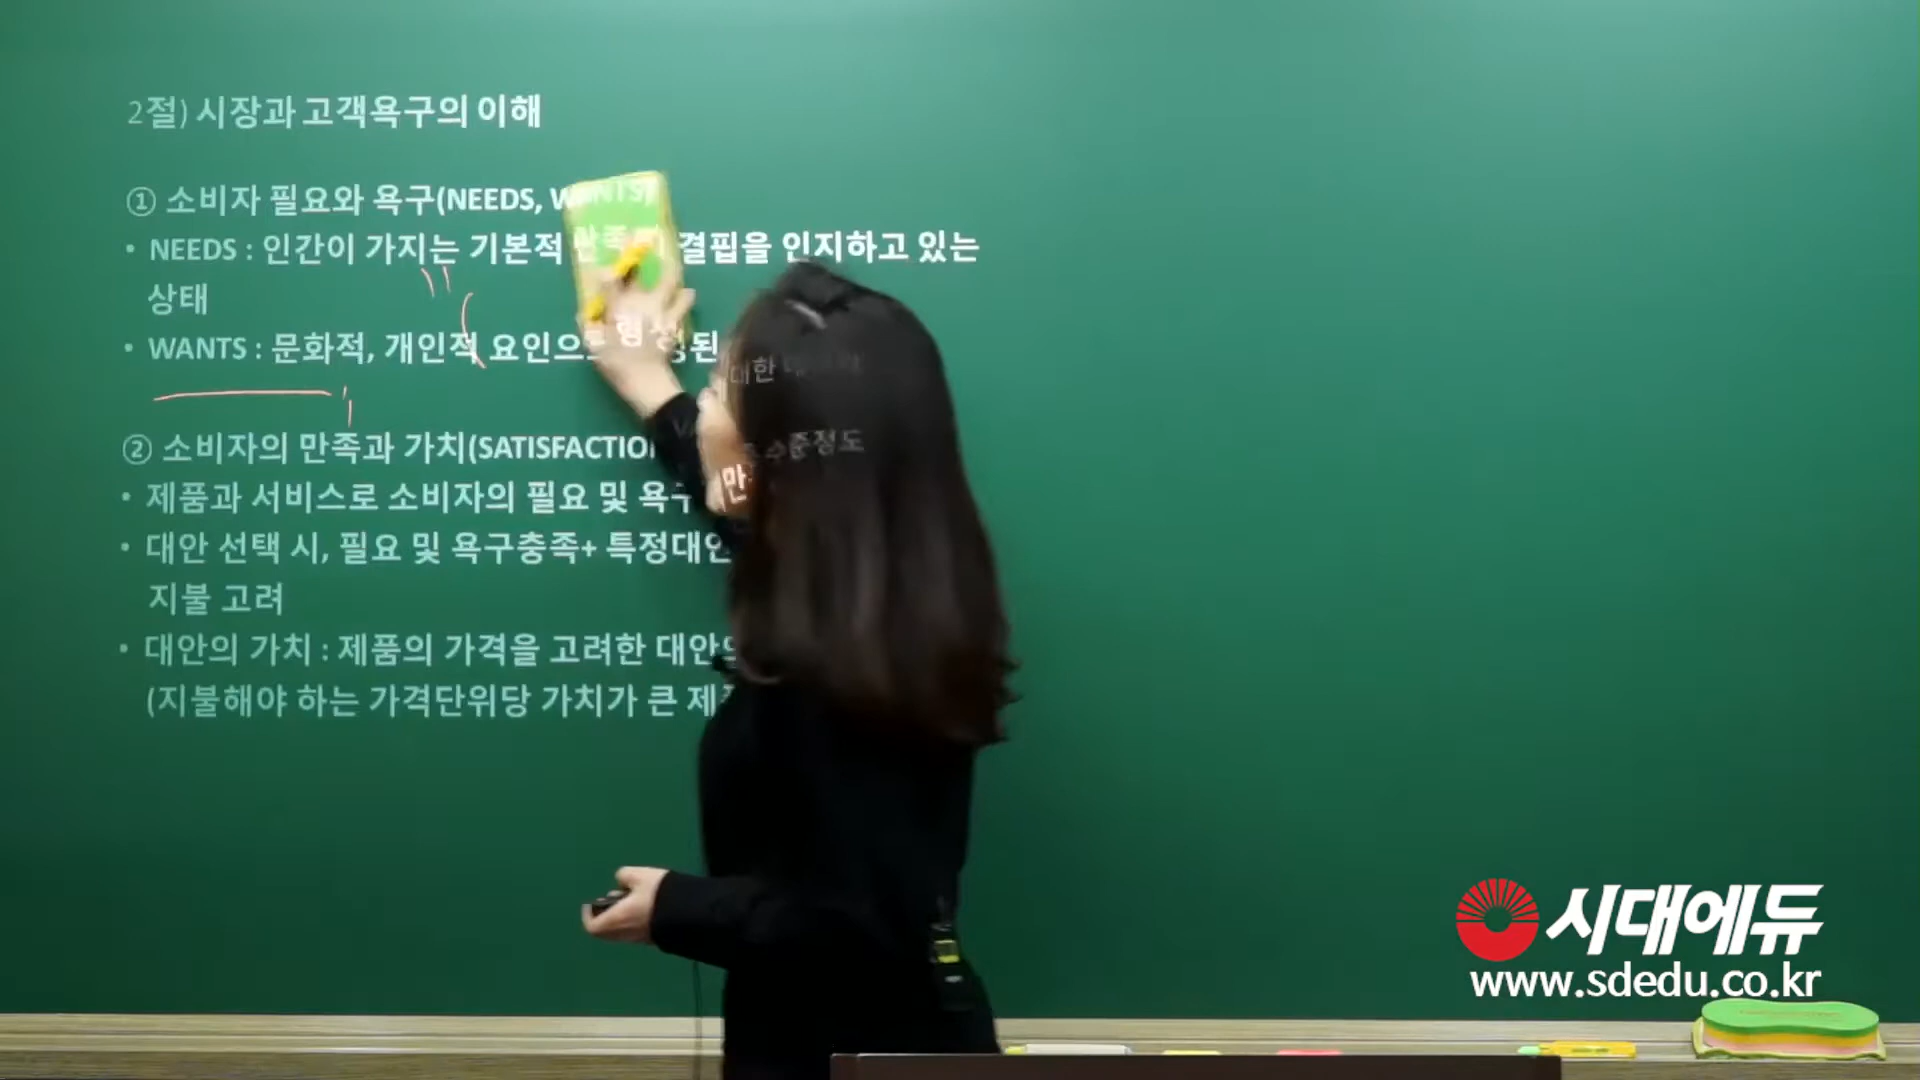 2절) 시장과 고객욕구의 이해
① 소비자 필요와 욕구(NEEDS, WANTS)
• NEEDS : 인간이 가지는 기본적 만족의 결핍을 인지하고 있는
상태
• WANTS : 문화적, 개인적 요인으로 형성된
② 소비자의 만족과 가치(SATISFACTION
• 제품과 서비스로 소비자의 필요 및 욕구 수준정도
• 대안 선택 시, 필요 및 욕구충족+ 특정대안
지불 고려
• 대안의 가치 : 제품의 가격을 고려한
(지불해야 하는 가격단위당 가치가 큰
시대에듀
www.sdedu.co.kr